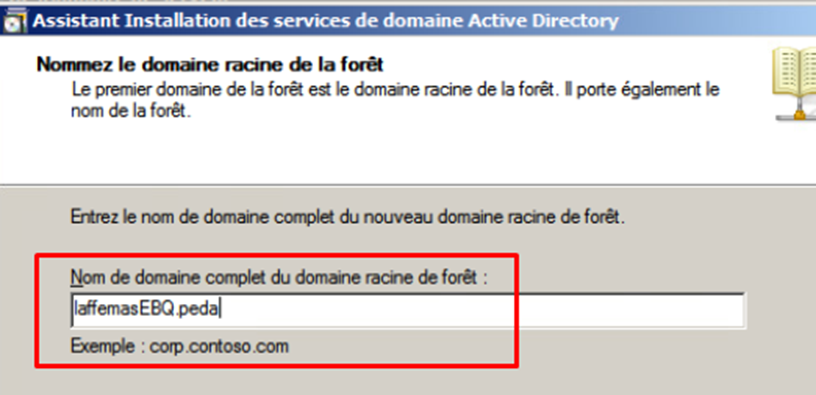 Assistant Installation des services de domaine Active Directory
Nommez le domaine racine de la forêt
Le premier domaine de la forêt est le domaine racine de la forêt. Il porte également le
nom de la forêt.
Entrez le nom de domaine complet du nouveau domaine racine de forêt.
Nom de domaine complet du domaine racine de forêt :
laffemasEBQ.peda
Exemple : corp.contoso.com